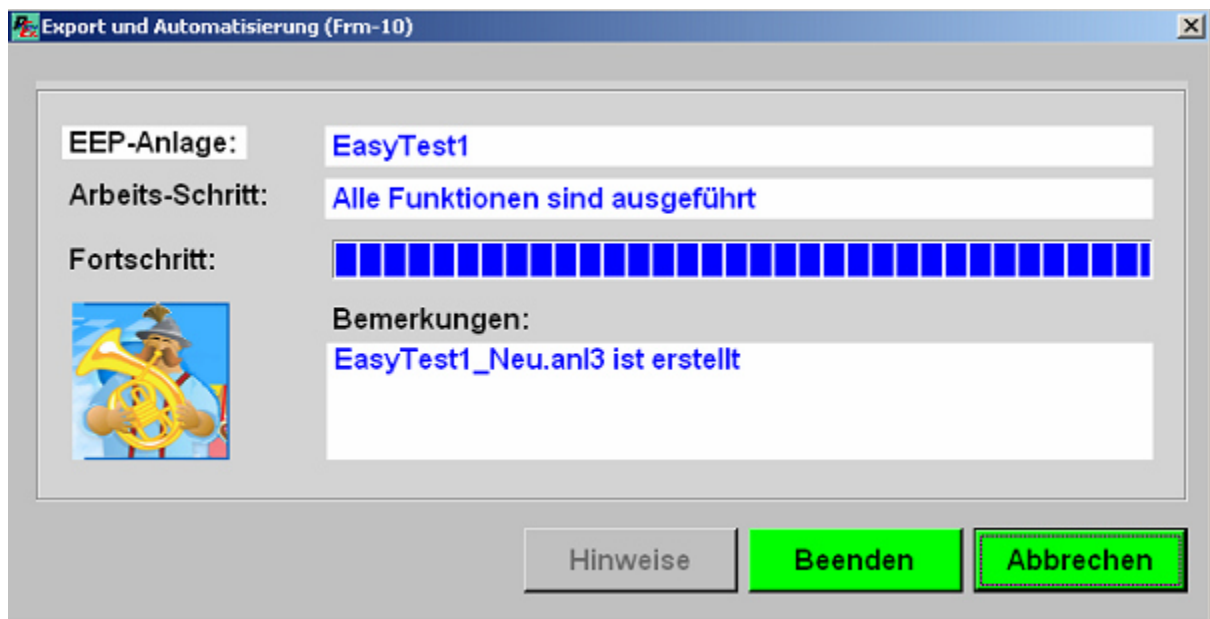 Export und Automatisierung (Frm-10)
EEP-Anlage:
EasyTest1
Arbeits-Schritt:
Alle Funktionen sind ausgeführt
Fortschritt:
Bemerkungen:
EasyTest1_Neu.anl3 ist erstellt
Hinweise
Beenden
Abbrechen